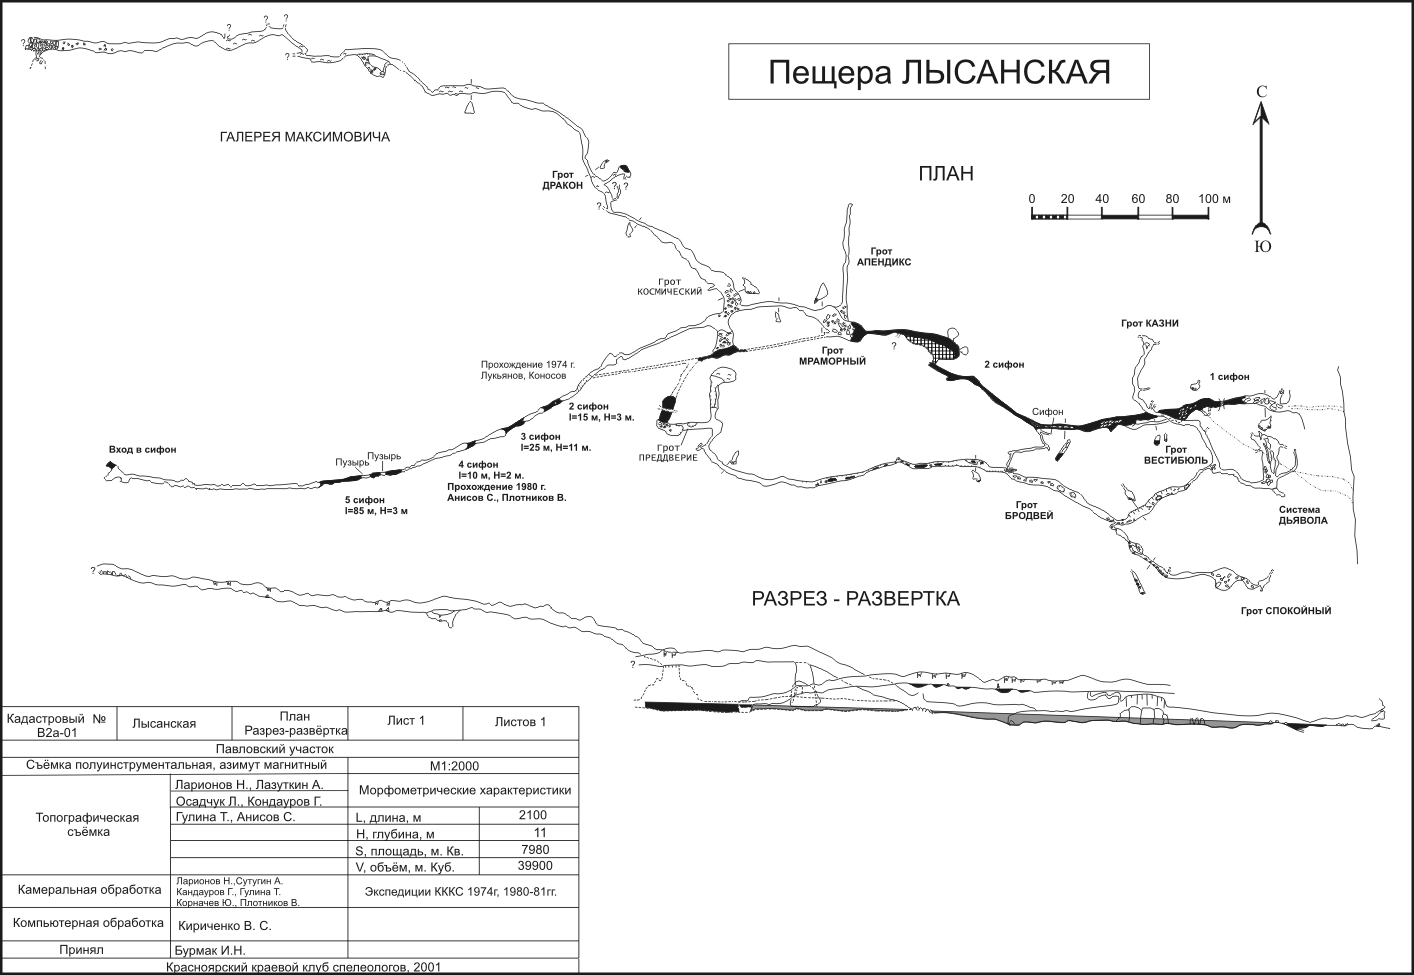 Пещера ЛЫСАНСКАЯ
С
Ю
ПЛАН
0 20 40 60 80 100 м
ГАЛЕРЕЯ МАКСИМОВИЧА
Грот
ДРАКОН
Грот
АПЕНДИКС
Грот
КОСМИЧЕСКИЙ
Грот КАЗНИ
Грот
МРАМОРНЫЙ
2 сифон
1 сифон
Прохождение 1974 г.
Лукьянов, Коносов
2 сифон
l=15 м, Н=3 м.
Сифон
3 сифон
l=25 м, Н=11 м.
Вход в сифон
Пузырь
Пузырь
Грот
ПРЕДДВЕРИЕ
Грот
ВЕСТИБЮЛЬ
4 сифон
l=10 м, Н=2 м.
Прохождение 1980 г.
Анисов С., Плотников В.
5 сифон
l=85 м, Н=3 м
Грот
БРОДВЕЙ
Система
ДЬЯВОЛА
РАЗРЕЗ - РАЗВЕРТКА
Грот СПОКОЙНЫЙ
? ? ? ? ? ? ? ? ? ? ?
Кадастровый №
В2а-01
Лысанская
План
Разрез-развёртка
Лист 1
Листов 1
Павловский участок
Съёмка полуинструментальная, азимут магнитный
М1:2000
Топографическая
съёмка
Ларионов Н., Лазуткин А.
Осадчук Л., Кондауров Г.
Гулина Т., Анисов С.
Морфометрические характеристики
L, длина, м 2100
Н, глубина, м 11
S, площадь, м. Кв. 7980
V, объём, м. Куб. 39900
Камеральная обработка
Ларионов Н.,Сутугин А.
Кандауров Г., Гулина Т.
Корначев Ю., Плотников В.
Экспедиции КККС 1974г, 1980-81гг.
Компьютерная обработка
Кириченко В. С.
Принял
Бурмак И.Н.
Красноярский краевой клуб спелеологов, 2001